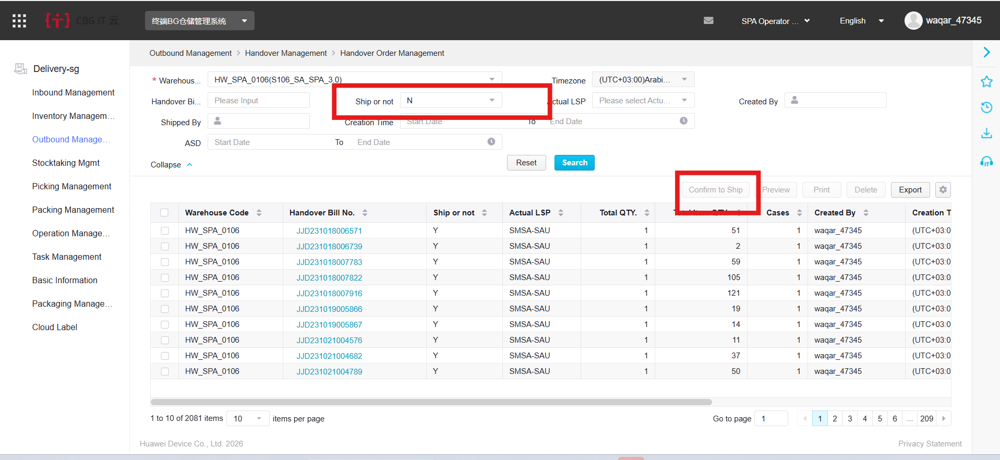 CBG IT 云
终端BG仓储管理系统
SPA Operator ...
English
waqar_47345
Outbound Management > Handover Management > Handover Order Management
Delivery-sg
Inbound Management
Inventory Managem...
Outbound Manage...
Stocktaking Mgmt
Picking Management
Packing Management
Operation Manage...
Task Management
Basic Information
Packaging Manage...
Cloud Label
* Warehous... HW_SPA_0106(S106_SA_SPA_3.0) Timezone (UTC+03:00)Arabi...
Handover Bi... Please Input Ship or not N Actual LSP Please select Actu... Created By
Shipped By Creation Time Start Date To End Date
ASD Start Date To End Date
Collapse
Reset Search
Confirm to Ship Preview Print Delete Export
Warehouse Code Handover Bill No. Ship or not Actual LSP Total QTY. Total Item QTY. Cases Created By Creation T
HW_SPA_0106 JJD231018006571 Y SMSA-SAU 1 51 1 waqar_47345 (UTC+03:0
HW_SPA_0106 JJD231018006739 Y SMSA-SAU 1 2 1 waqar_47345 (UTC+03:0
HW_SPA_0106 JJD231018007783 Y SMSA-SAU 1 59 1 waqar_47345 (UTC+03:0
HW_SPA_0106 JJD231018007822 Y SMSA-SAU 1 105 1 waqar_47345 (UTC+03:0
HW_SPA_0106 JJD231018007916 Y SMSA-SAU 1 121 1 waqar_47345 (UTC+03:0
HW_SPA_0106 JJD231019005866 Y SMSA-SAU 1 19 1 waqar_47345 (UTC+03:0
HW_SPA_0106 JJD231019005867 Y SMSA-SAU 1 14 1 waqar_47345 (UTC+03:0
HW_SPA_0106 JJD231021004576 Y SMSA-SAU 1 11 1 waqar_47345 (UTC+03:0
HW_SPA_0106 JJD231021004682 Y SMSA-SAU 1 37 1 waqar_47345 (UTC+03:0
HW_SPA_0106 JJD231021004789 Y SMSA-SAU 1 50 1 waqar_47345 (UTC+03:0
1 to 10 of 2081 items 10 items per page Go to page 1 1 2 3 4 5 6 ... 209
Huawei Device Co., Ltd. 2026 Privacy Statement